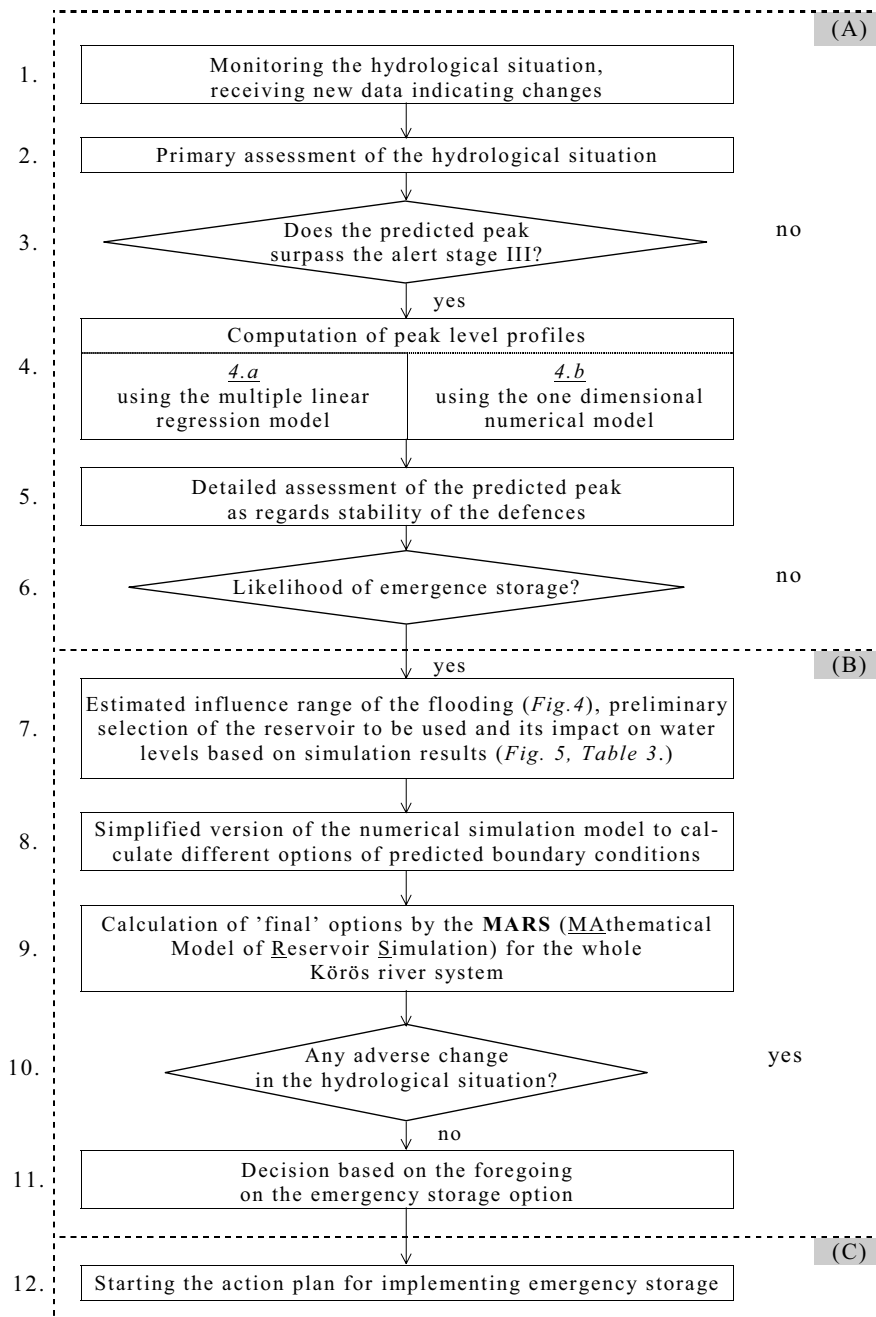 (A)
1.
Monitoring the hydrological situation,
receiving new data indicating changes
2.
Primary assessment of the hydrological situation
3.
Does the predicted peak
surpass the alert stage III?
no
yes
4.
Computation of peak level profiles
4.a
using the multiple linear
regression model
4.b
using the one dimensional
numerical model
5.
Detailed assessment of the predicted peak
as regards stability of the defences
6.
Likelihood of emergence storage?
no
yes
(B)
7.
Estimated influence range of the flooding (Fig.4), preliminary
selection of the reservoir to be used and its impact on water
levels based on simulation results (Fig. 5, Table 3.)
8.
Simplified version of the numerical simulation model to cal-
culate different options of predicted boundary conditions
9.
Calculation of ’final’ options by the MARS (MAthematical
Model of Reservoir Simulation) for the whole
Körös river system
10.
Any adverse change
in the hydrological situation?
yes
no
11.
Decision based on the foregoing
on the emergency storage option
(C)
12.
Starting the action plan for implementing emergency storage